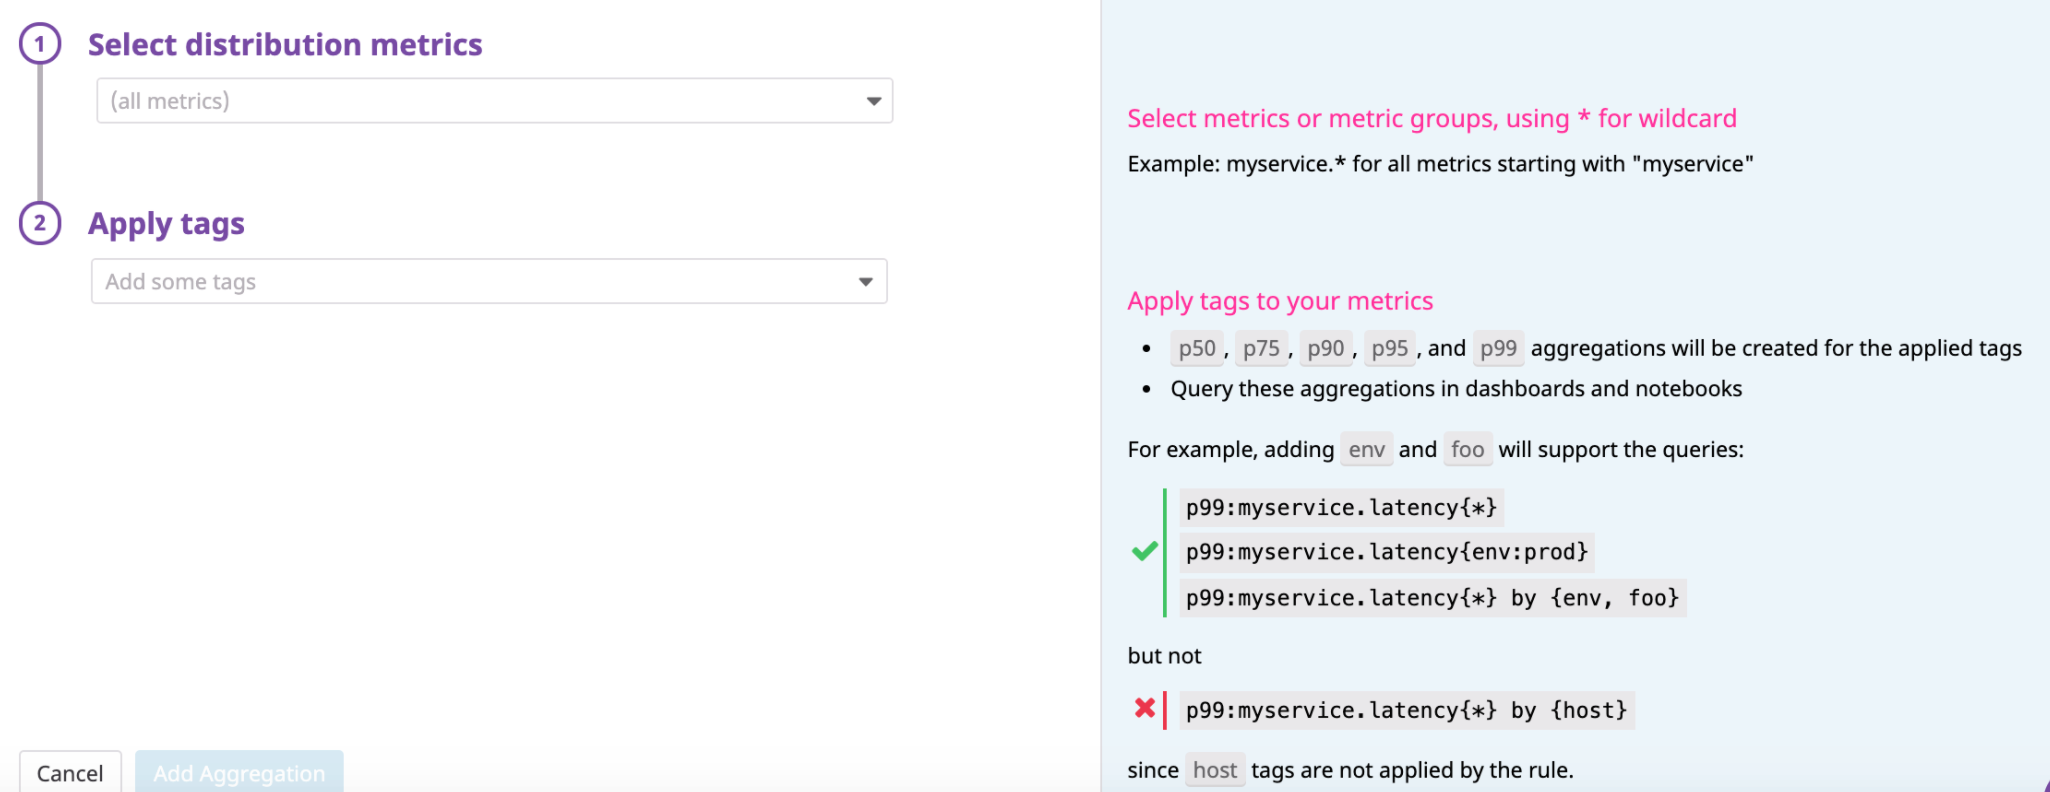 1 Select distribution metrics
(all metrics)
2 Apply tags
Add some tags
Cancel Add Aggregation
Select metrics or metric groups, using * for wildcard
Example: myservice.* for all metrics starting with "myservice"
Apply tags to your metrics
• p50, p75, p90, p95, and p99 aggregations will be created for the applied tags
• Query these aggregations in dashboards and notebooks
For example, adding env and foo will support the queries:
p99:myservice.latency{*}
p99:myservice.latency{env:prod}
p99:myservice.latency{*} by {env, foo}
but not
p99:myservice.latency{*} by {host}
since host tags are not applied by the rule.